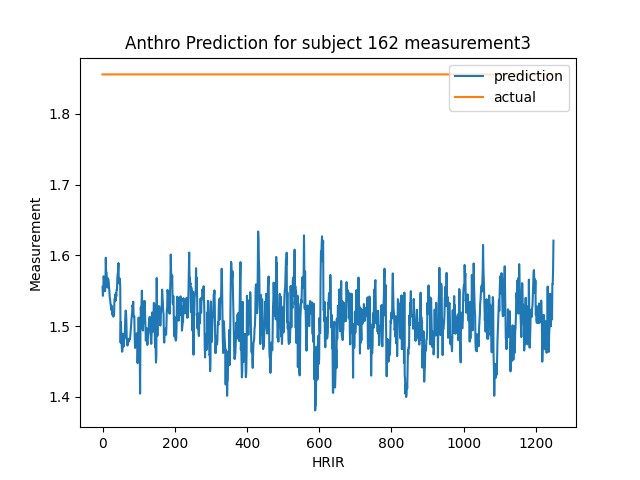 Anthro Prediction for subject 162 measurement3
prediction
actual
Measurement
1.8
1.7
1.6
1.5
1.4
0 200 400 600 800 1000 1200
HRIR